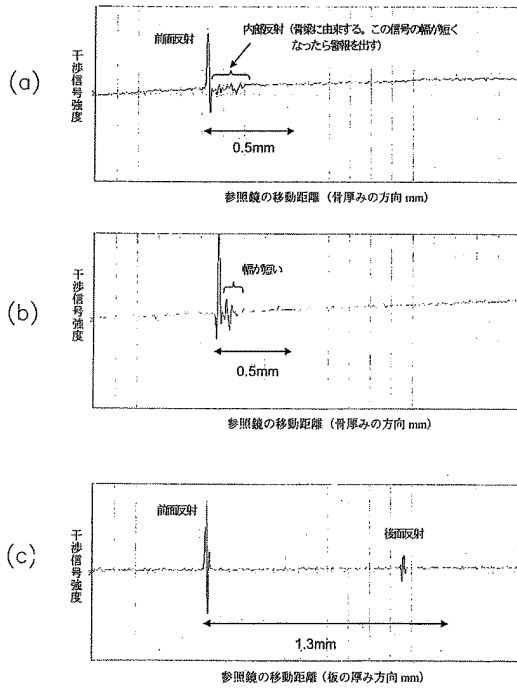 (a)
干渉信号強度
前面反射
内部反射（骨梁に由来する。この信号の幅が短く
なったら警報を出す）
0.5mm
参照鏡の移動距離（骨厚みの方向 mm）
(b)
干渉信号強度
幅が短い
0.5mm
参照鏡の移動距離（骨厚みの方向 mm）
(c)
干渉信号強度
前面反射
後面反射
1.3mm
参照鏡の移動距離（板の厚み方向 mm）